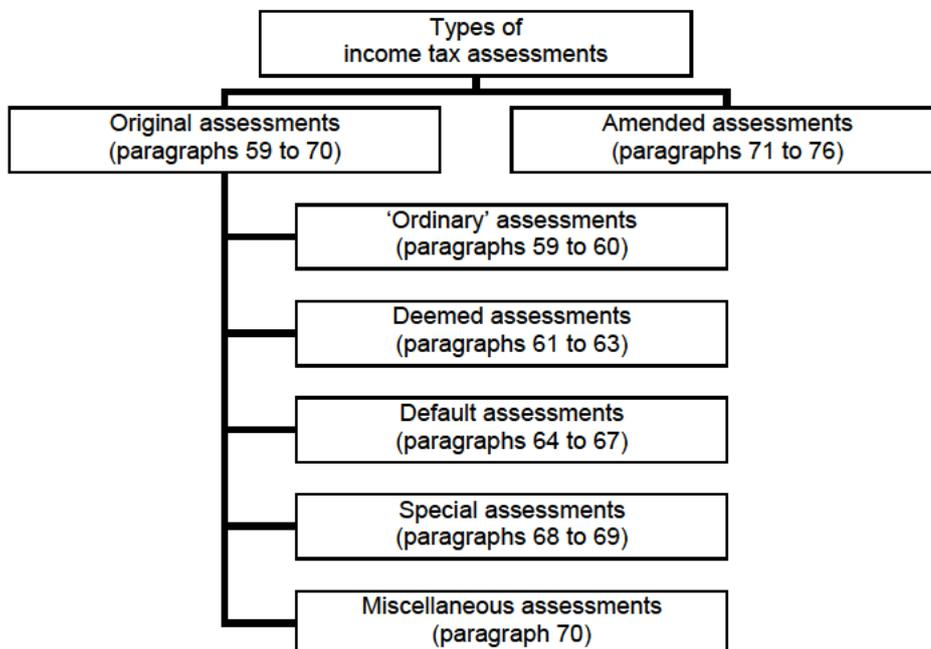 Types of
income tax assessments
Original assessments
(paragraphs 59 to 70)
Amended assessments
(paragraphs 71 to 76)
‘Ordinary’ assessments
(paragraphs 59 to 60)
Deemed assessments
(paragraphs 61 to 63)
Default assessments
(paragraphs 64 to 67)
Special assessments
(paragraphs 68 to 69)
Miscellaneous assessments
(paragraph 70)